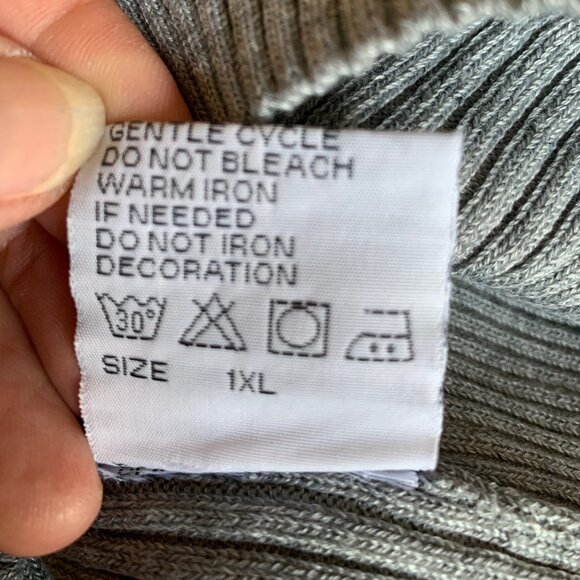 GENTLE CYCLE
DO NOT BLEACH
WARM IRON
IF NEEDED
DO NOT IRON
DECORATION
30°
SIZE 1XL